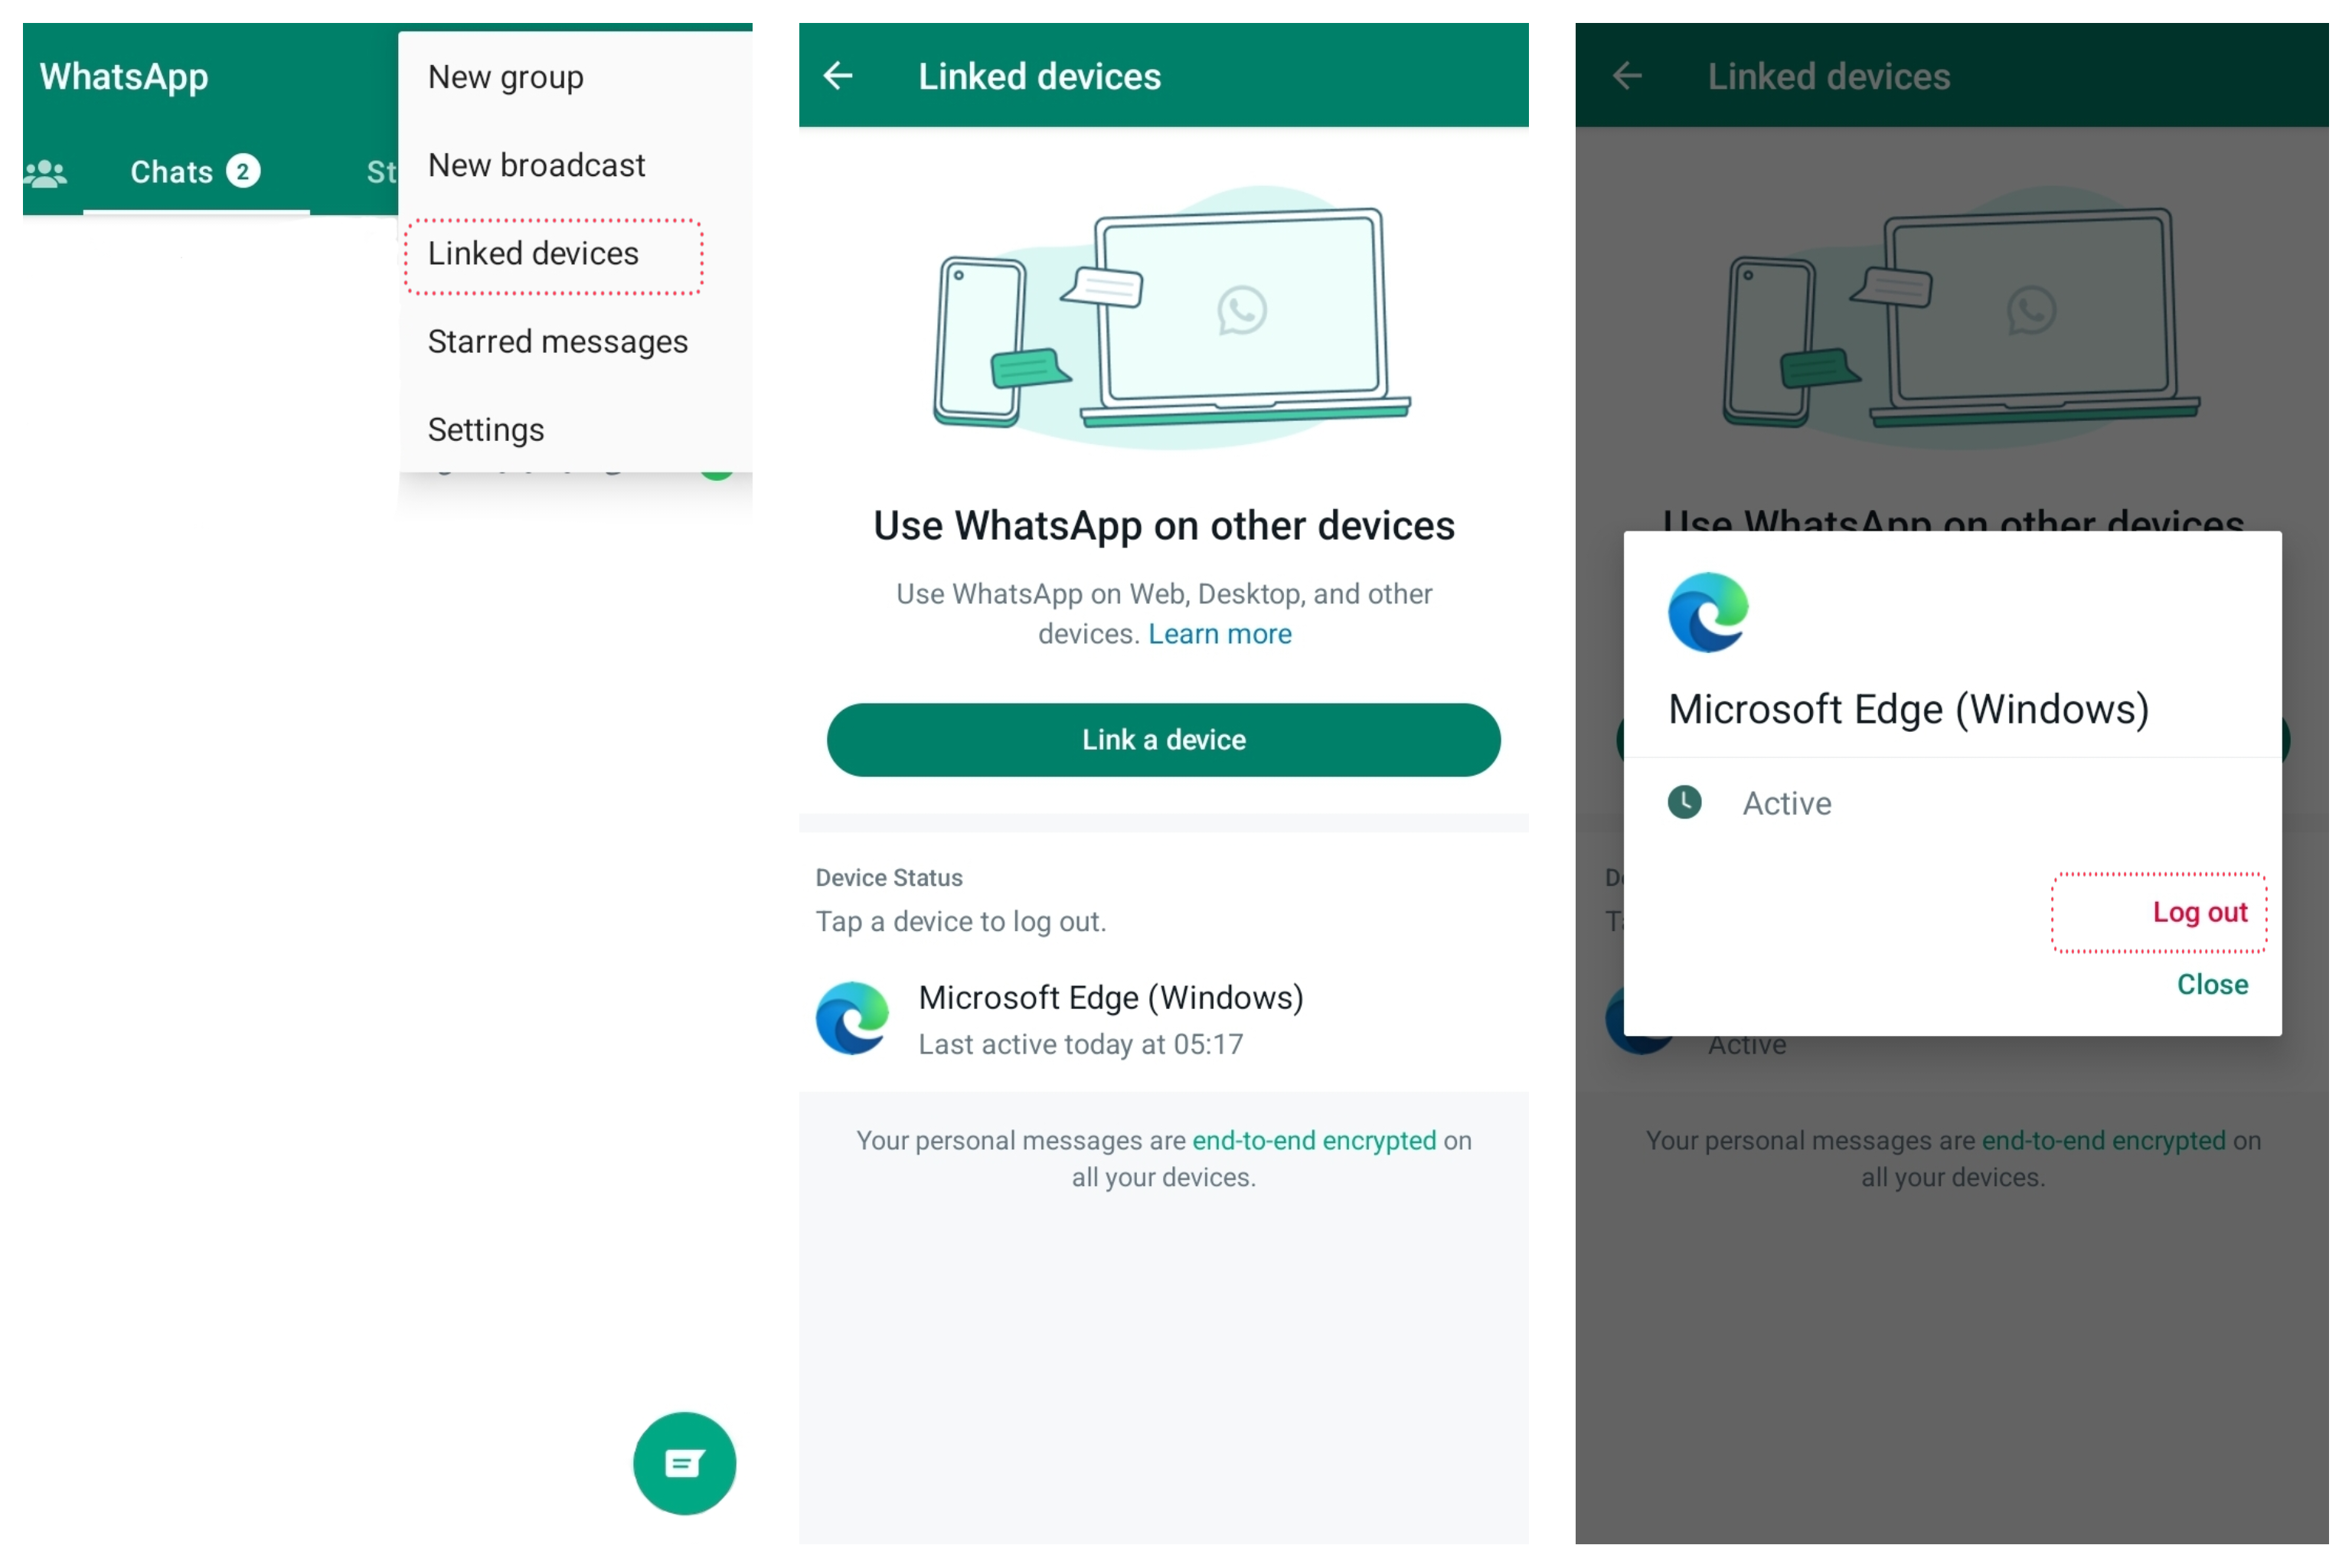 WhatsApp
Chats 2
St
New group
New broadcast
Linked devices
Starred messages
Settings
Linked devices
Use WhatsApp on other devices
Use WhatsApp on Web, Desktop, and other
devices. Learn more
Link a device
Device Status
Tap a device to log out.
Microsoft Edge (Windows)
Last active today at 05:17
Your personal messages are end-to-end encrypted on
all your devices.
Linked devices
Use WhatsApp on other devices
Microsoft Edge (Windows)
Active
Log out
Close
Active
Your personal messages are end-to-end encrypted on
all your devices.